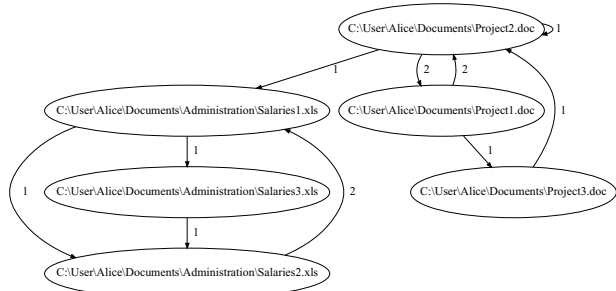 C:\User\Alice\Documents\Project2.doc
1
1
2
2
C:\User\Alice\Documents\Administration\Salaries1.xls
C:\User\Alice\Documents\Project1.doc
1
1
1
C:\User\Alice\Documents\Administration\Salaries3.xls
C:\User\Alice\Documents\Project3.doc
1
2
1
C:\User\Alice\Documents\Administration\Salaries2.xls